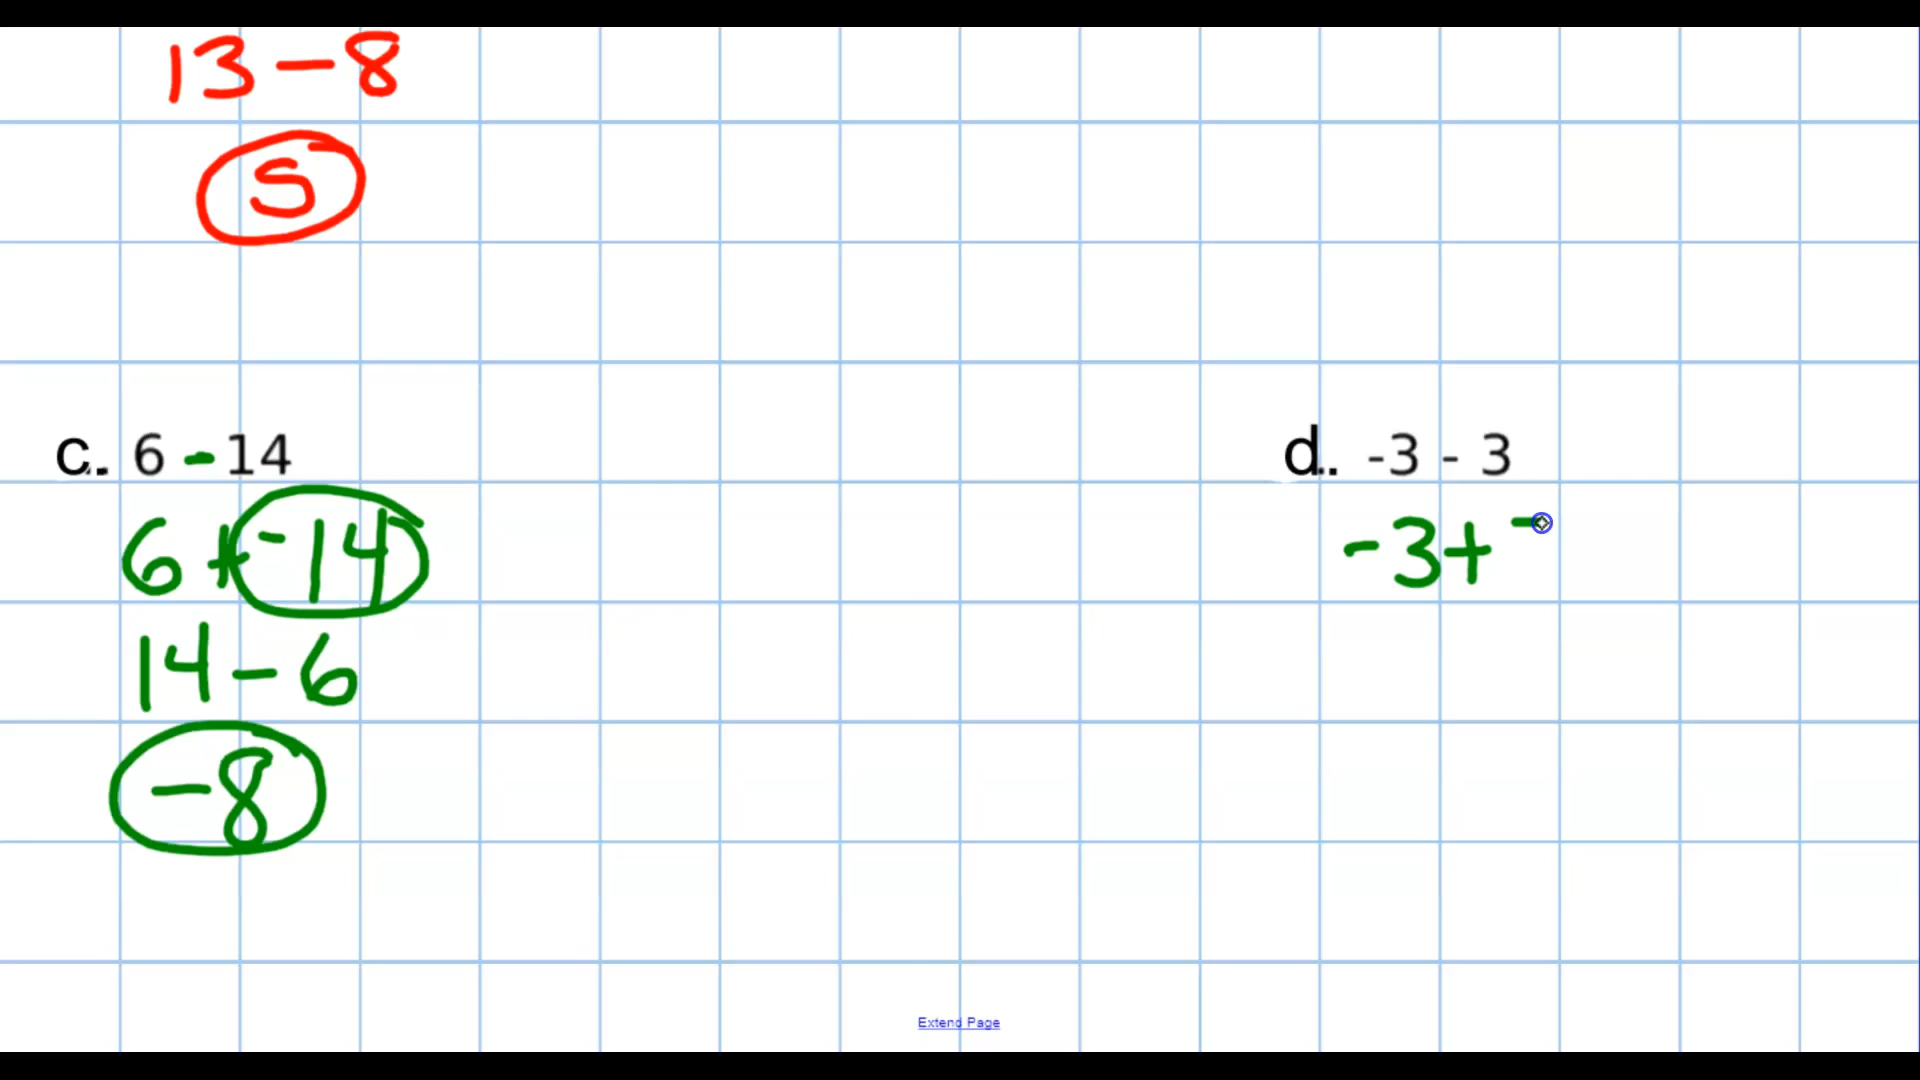 13 - 8
5
c. 6 - 14
6 + -14
14 - 6
-8
d. -3 - 3
-3 + -
Extend Page